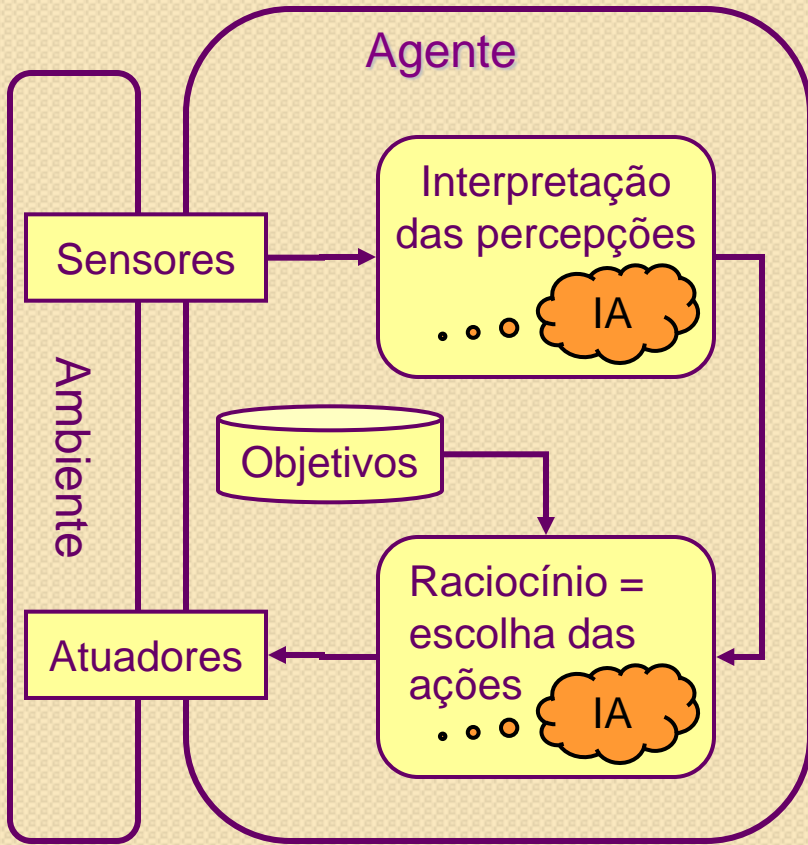 Agente
Interpretação
das percepções
IA
Sensores
Ambiente
Objetivos
Raciocínio =
escolha das
ações
IA
Atuadores